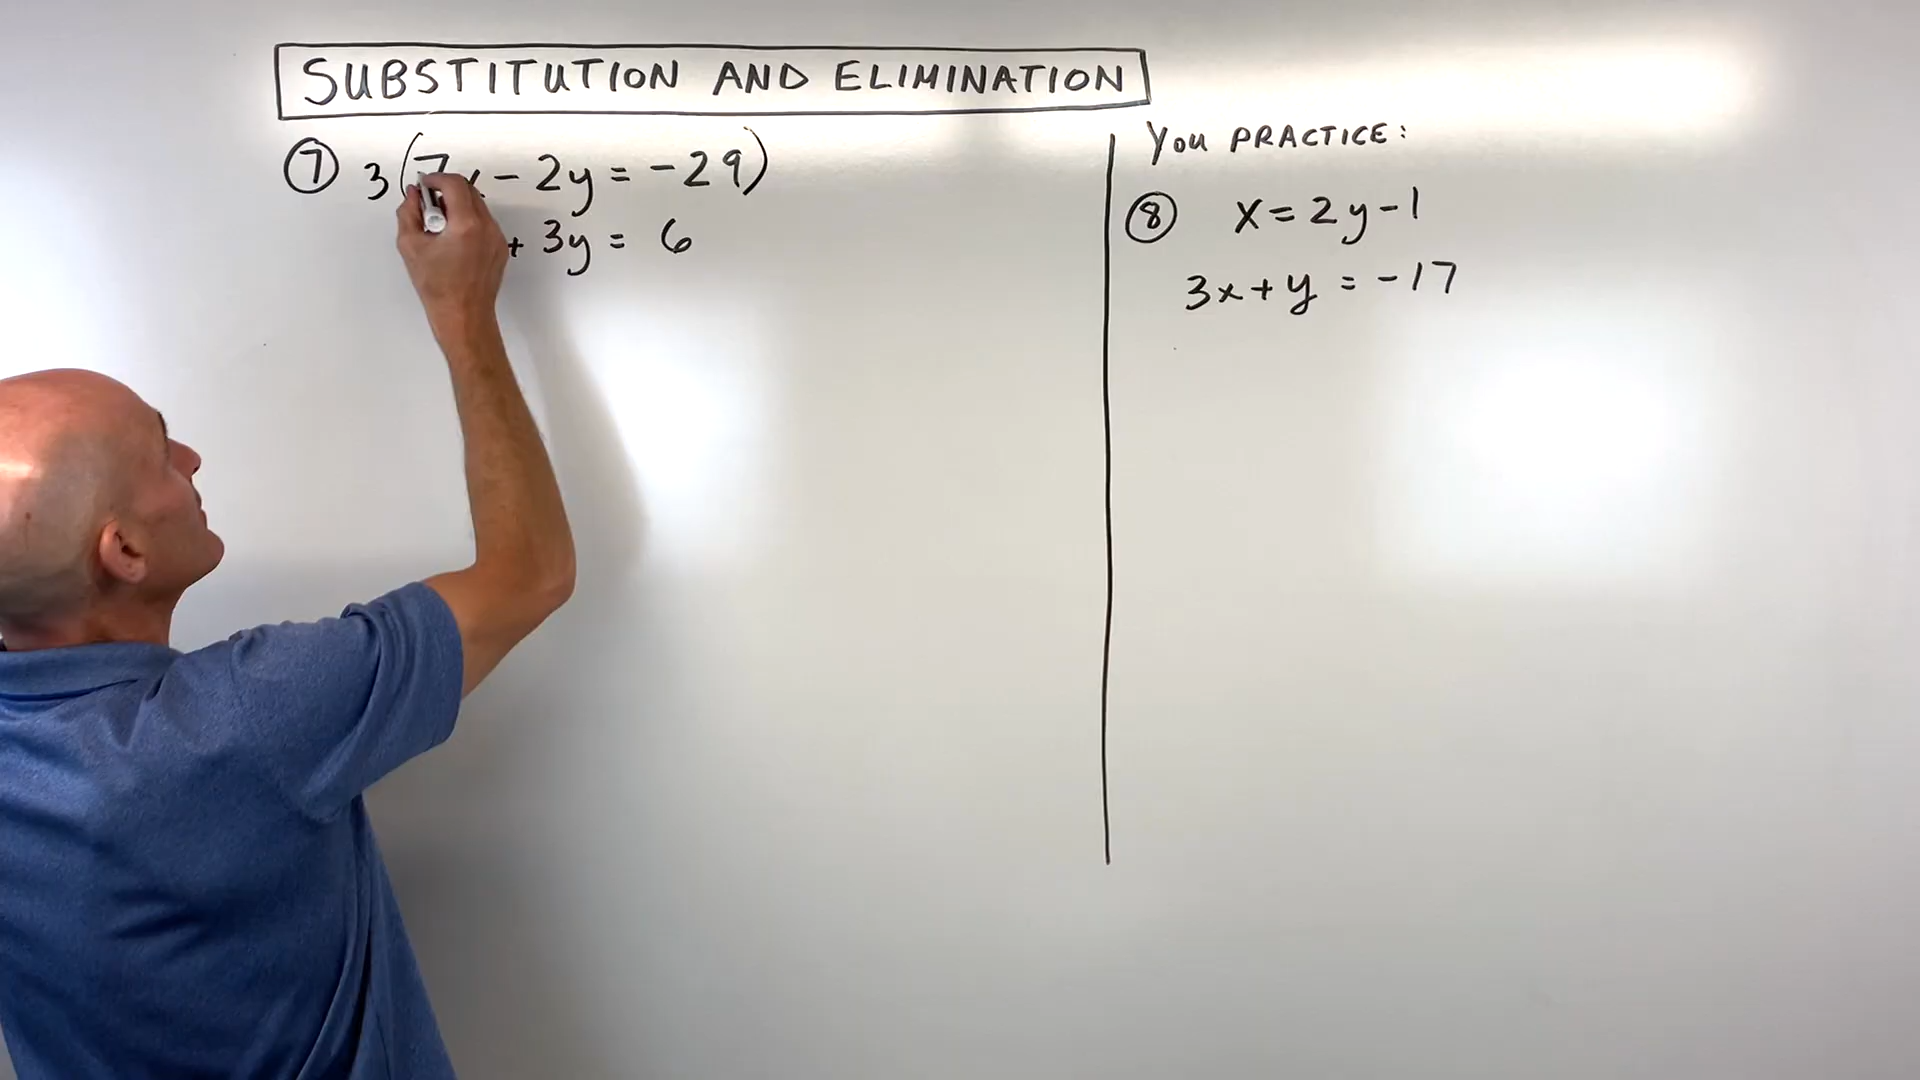 SUBSTITUTION AND ELIMINATION
⑦ 3(7x - 2y = -29)
+ 3y = 6
You PRACTICE:
⑧ x = 2y - 1
3x + y = -17